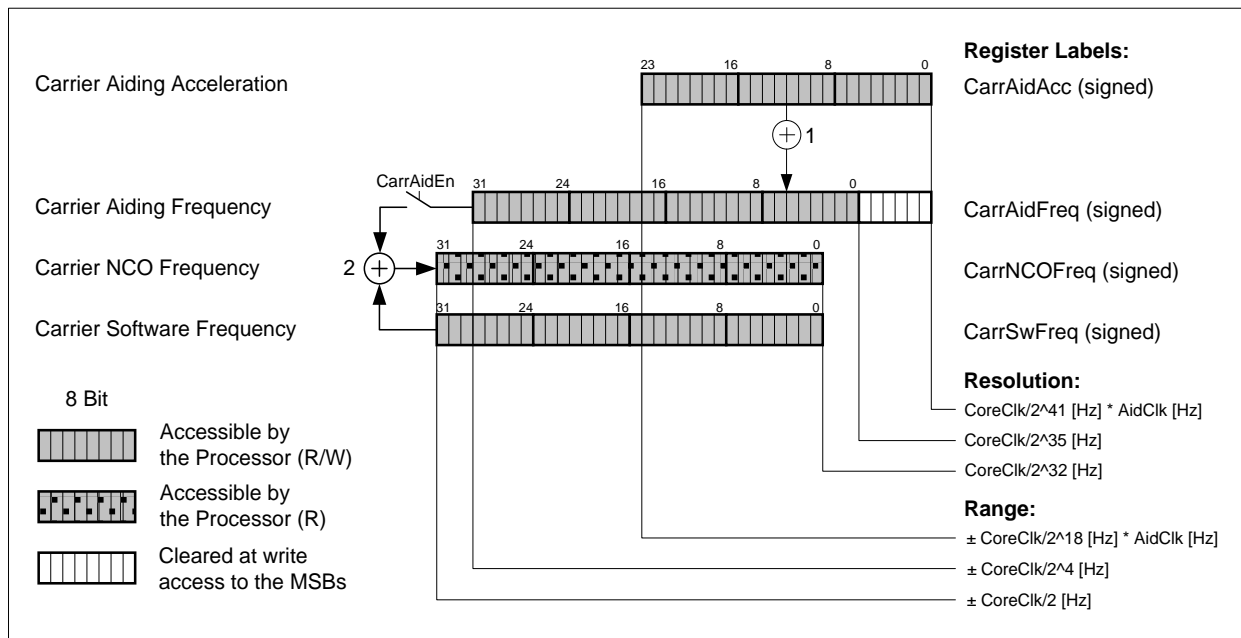 Register Labels:
23 16 8 0
Carrier Aiding Acceleration
CarrAidAcc (signed)
1
CarrAidEn
31 24 16 8 0
Carrier Aiding Frequency
CarrAidFreq (signed)
31 24 16 8 0
Carrier NCO Frequency
2
CarrNCOFreq (signed)
31 24 16 8 0
Carrier Software Frequency
CarrSwFreq (signed)
Resolution:
CoreClk/2^41 [Hz] * AidClk [Hz]
CoreClk/2^35 [Hz]
CoreClk/2^32 [Hz]
Range:
± CoreClk/2^18 [Hz] * AidClk [Hz]
± CoreClk/2^4 [Hz]
± CoreClk/2 [Hz]
8 Bit
Accessible by
the Processor (R/W)
Accessible by
the Processor (R)
Cleared at write
access to the MSBs